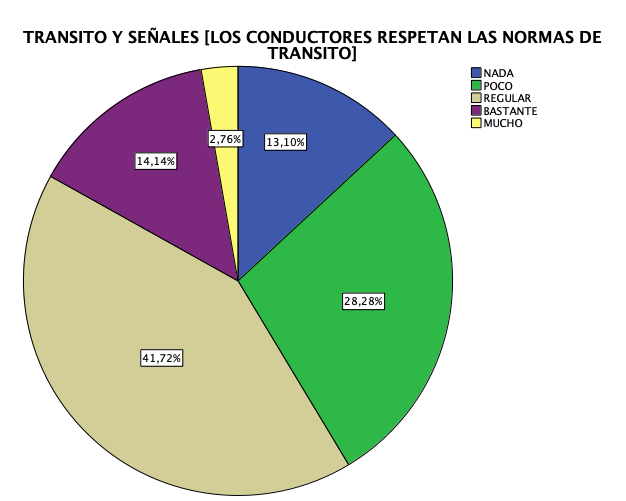 TRANSITO Y SEÑALES [LOS CONDUCTORES RESPETAN LAS NORMAS DE
TRANSITO]
NADA
POCO
REGULAR
BASTANTE
MUCHO
2,76%
13,10%
14,14%
28,28%
41,72%